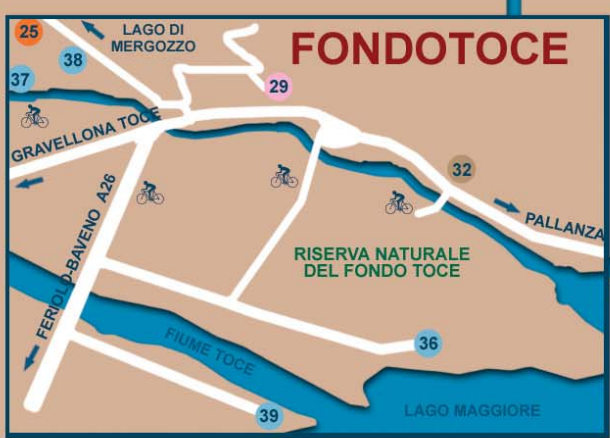 25
LAGO DI
MERGOZZO
FONDOTOCE
38
37
29
GRAVELLONA TOCE
32
PALLANZA
FERIOLO-BAVENO A26
RISERVA NATURALE
DEL FONDO TOCE
FIUME TOCE
36
39
LAGO MAGGIORE